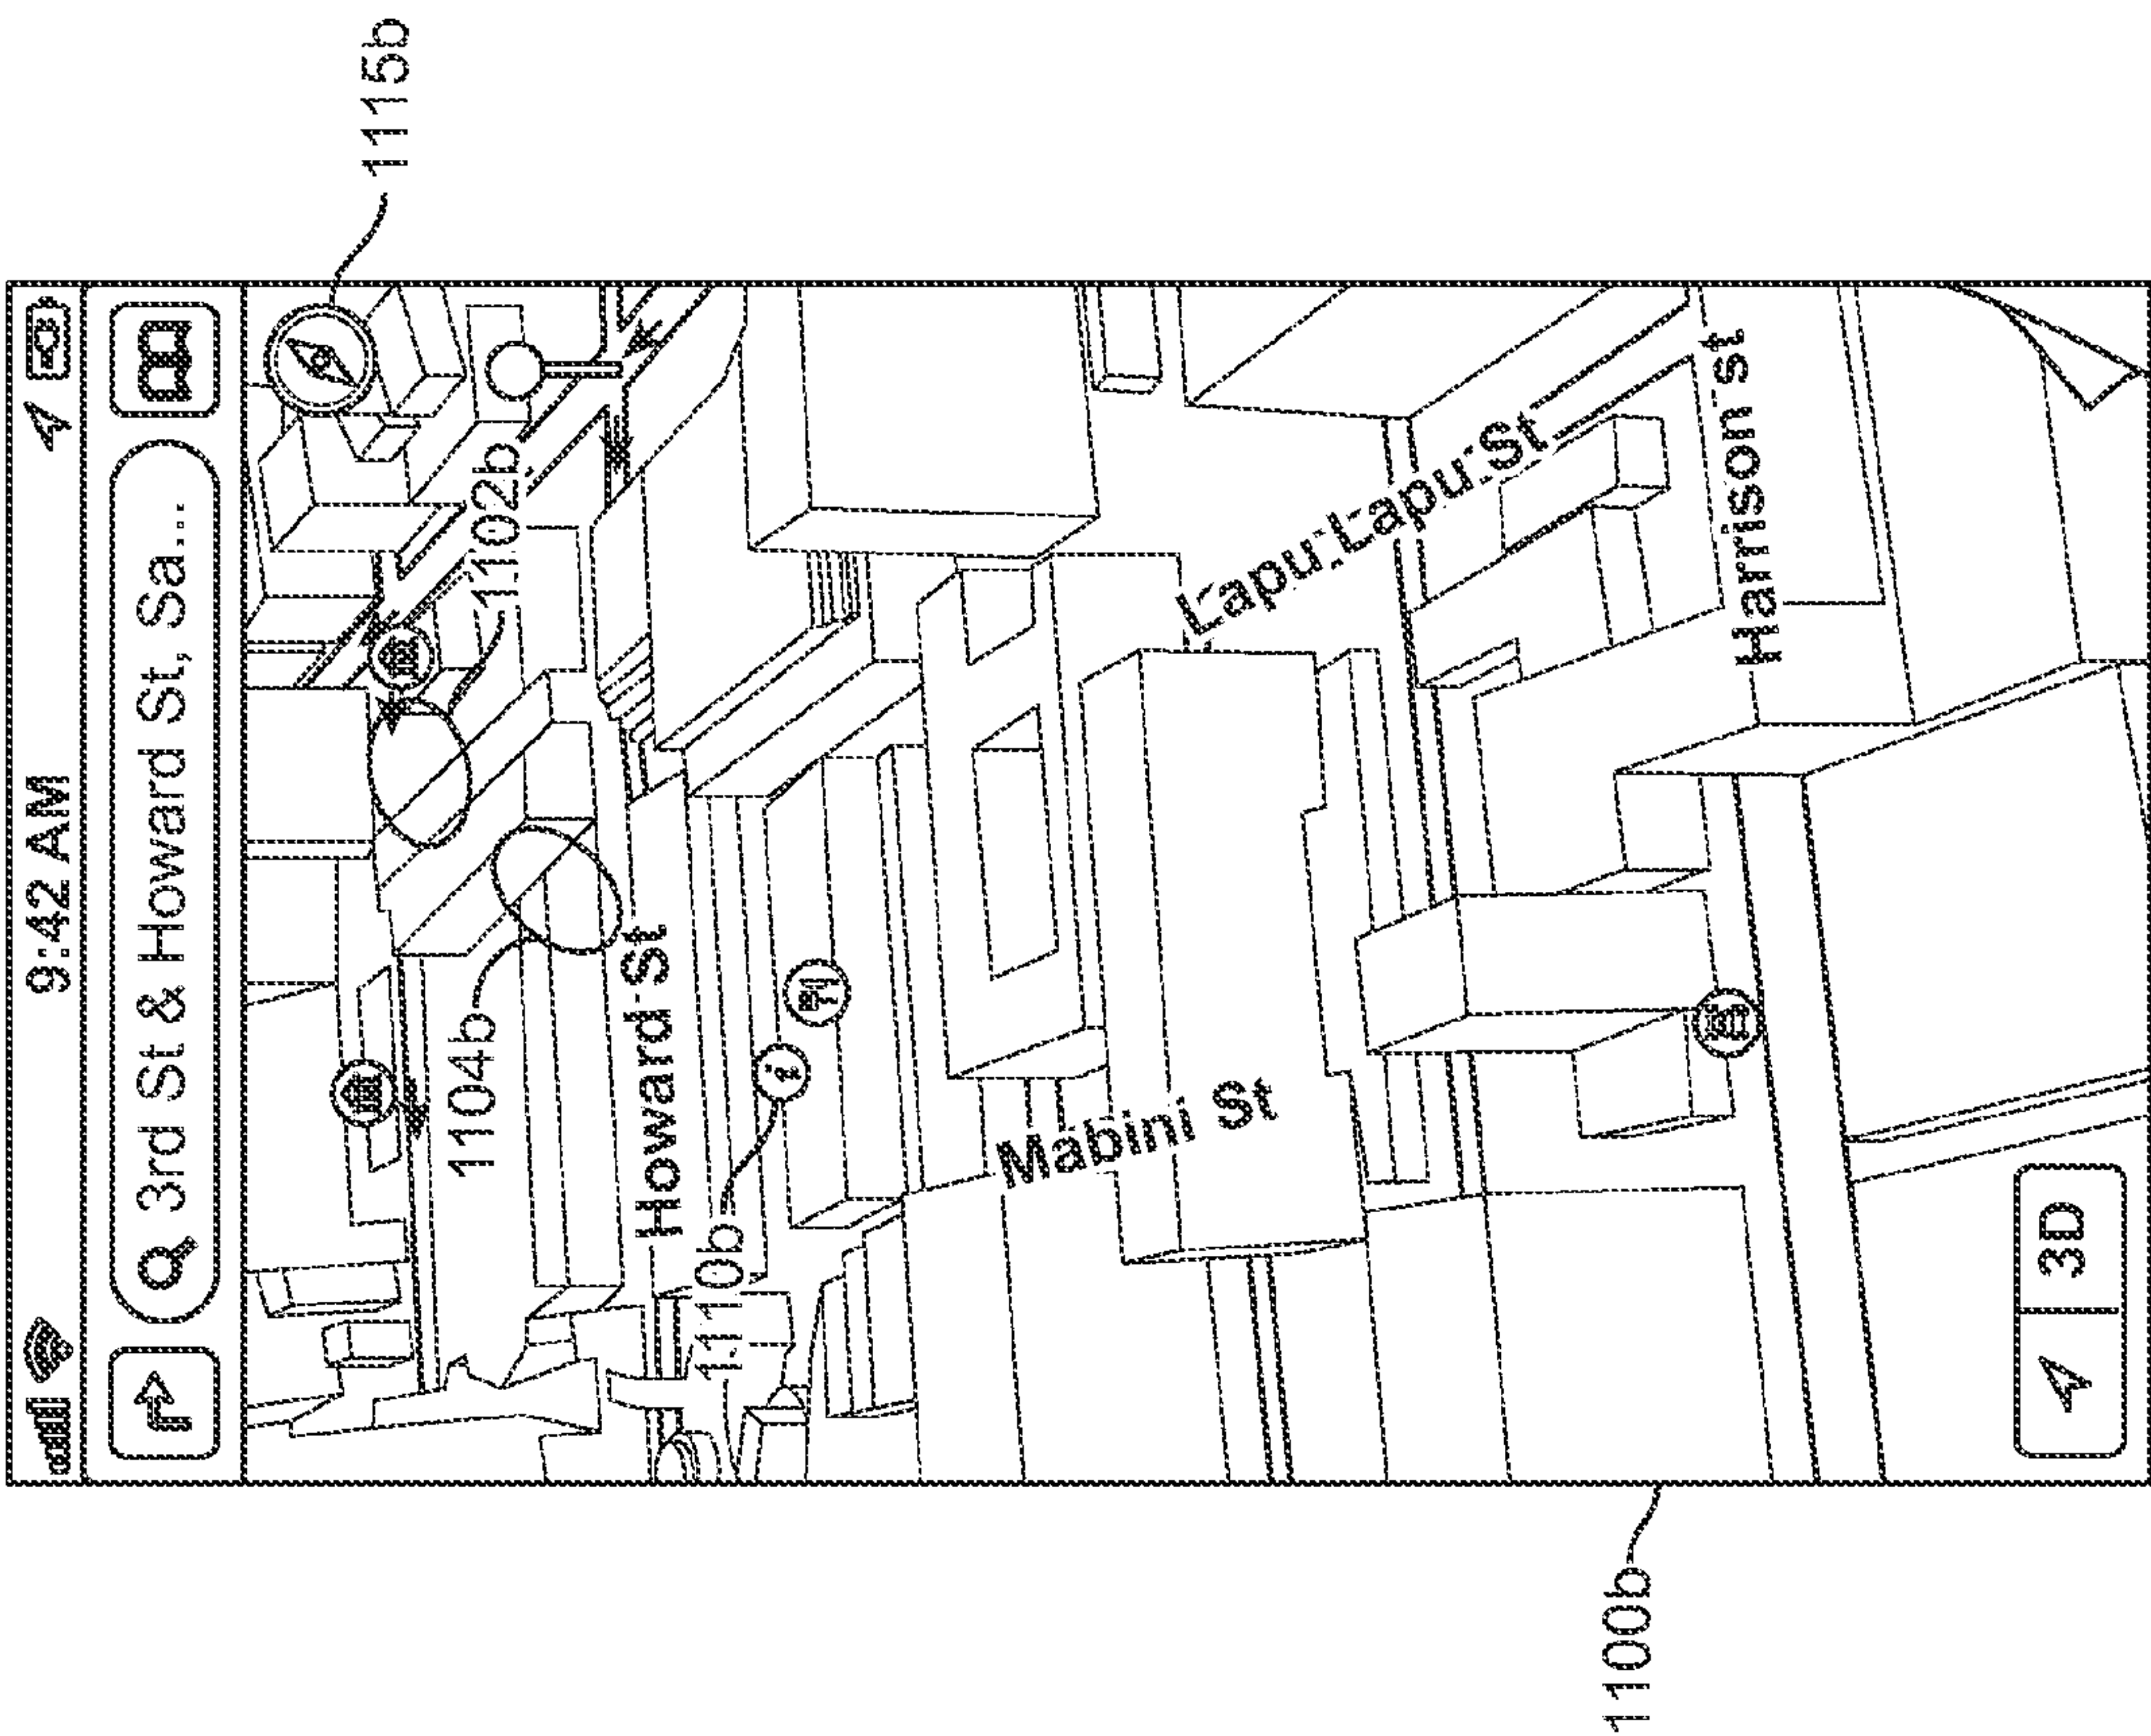 9:42 AM
3rd St & Howard St, Sa...
1115b
1102b
1104b
Howard St
1110b
Mabini St
Lapu Lapu St
Harrison st
3D
1100b